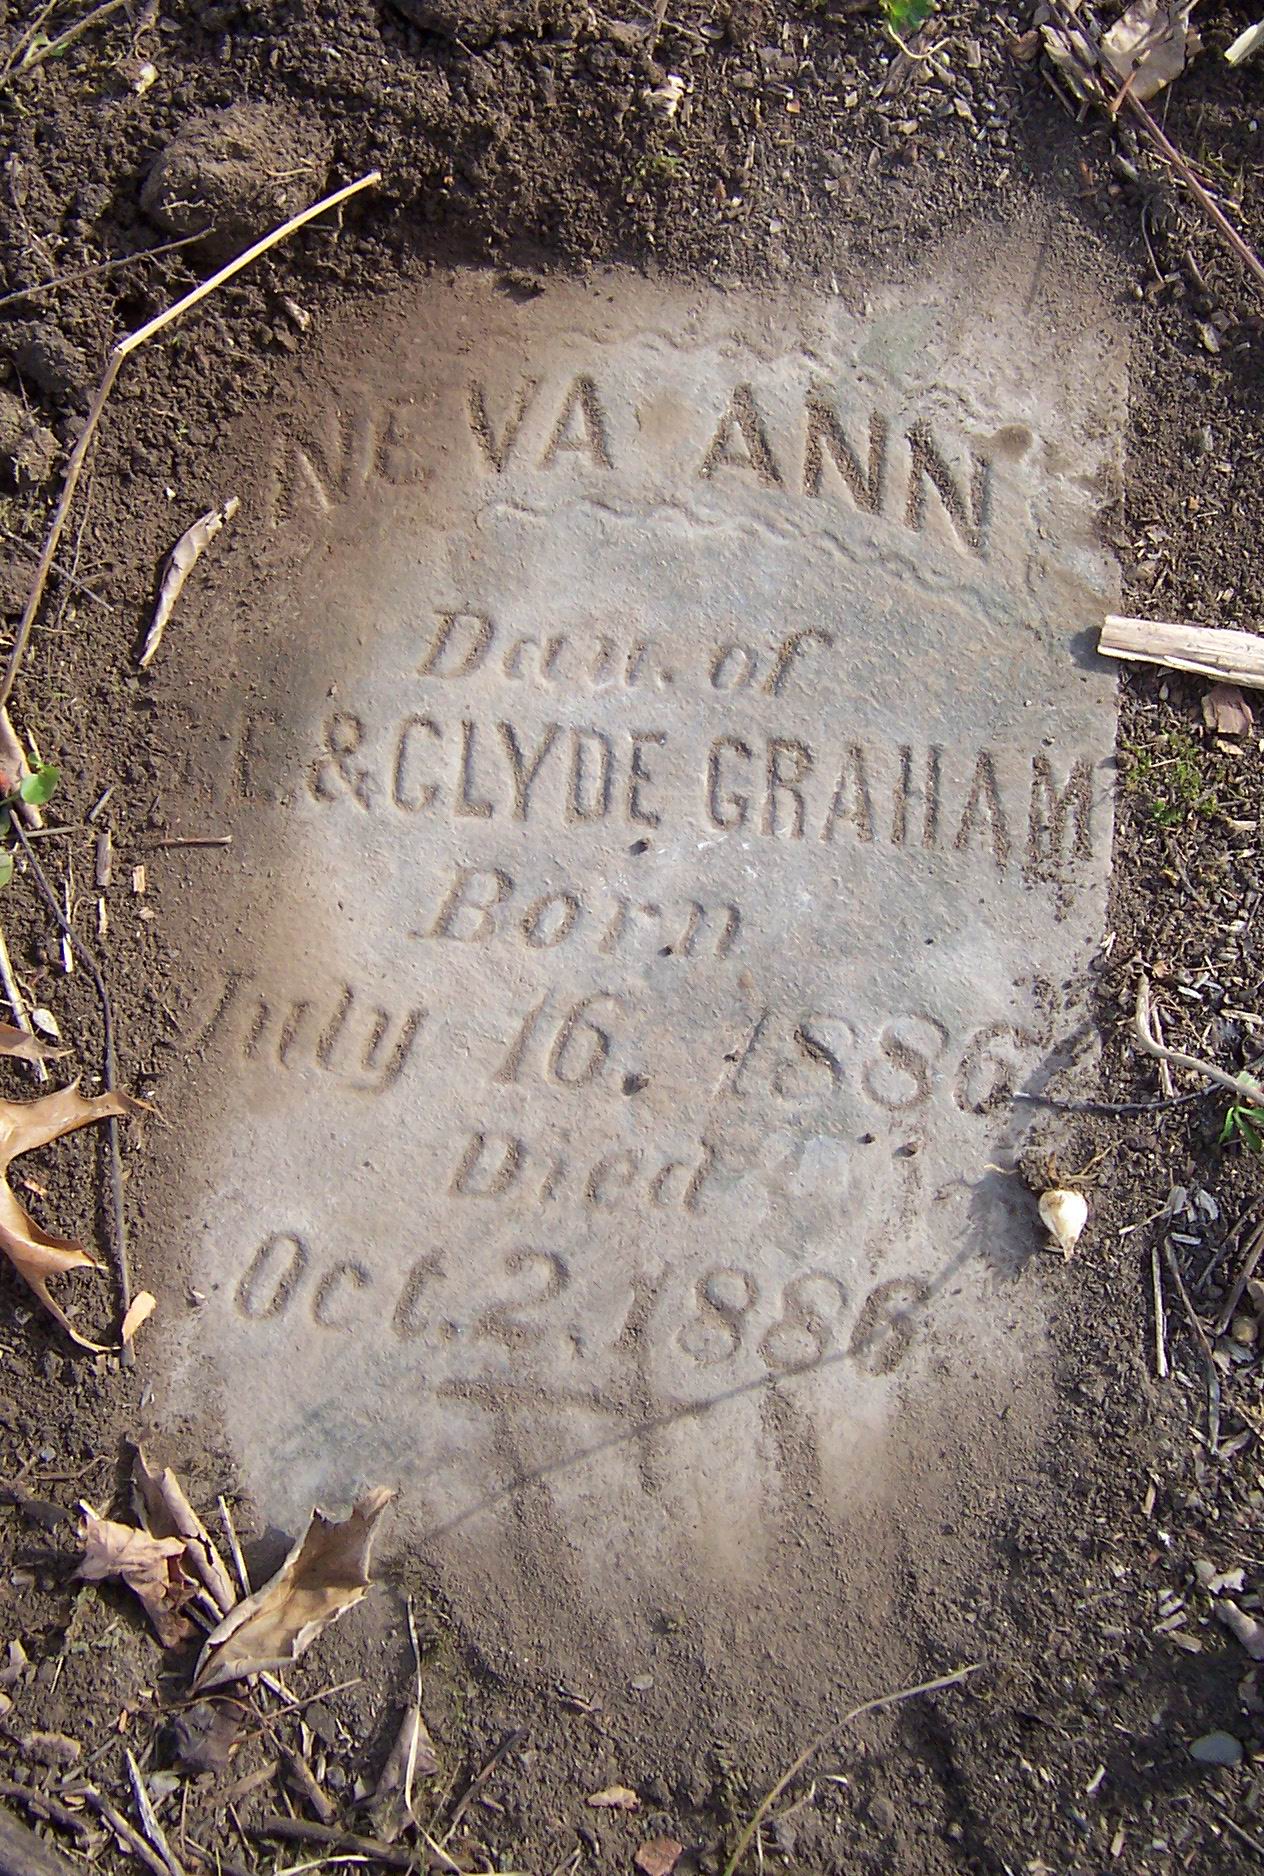 NEVA ANN
Dau. of
& CLYDE GRAHAM
Born
July 16. 1886
Died
Oct. 2, 1886